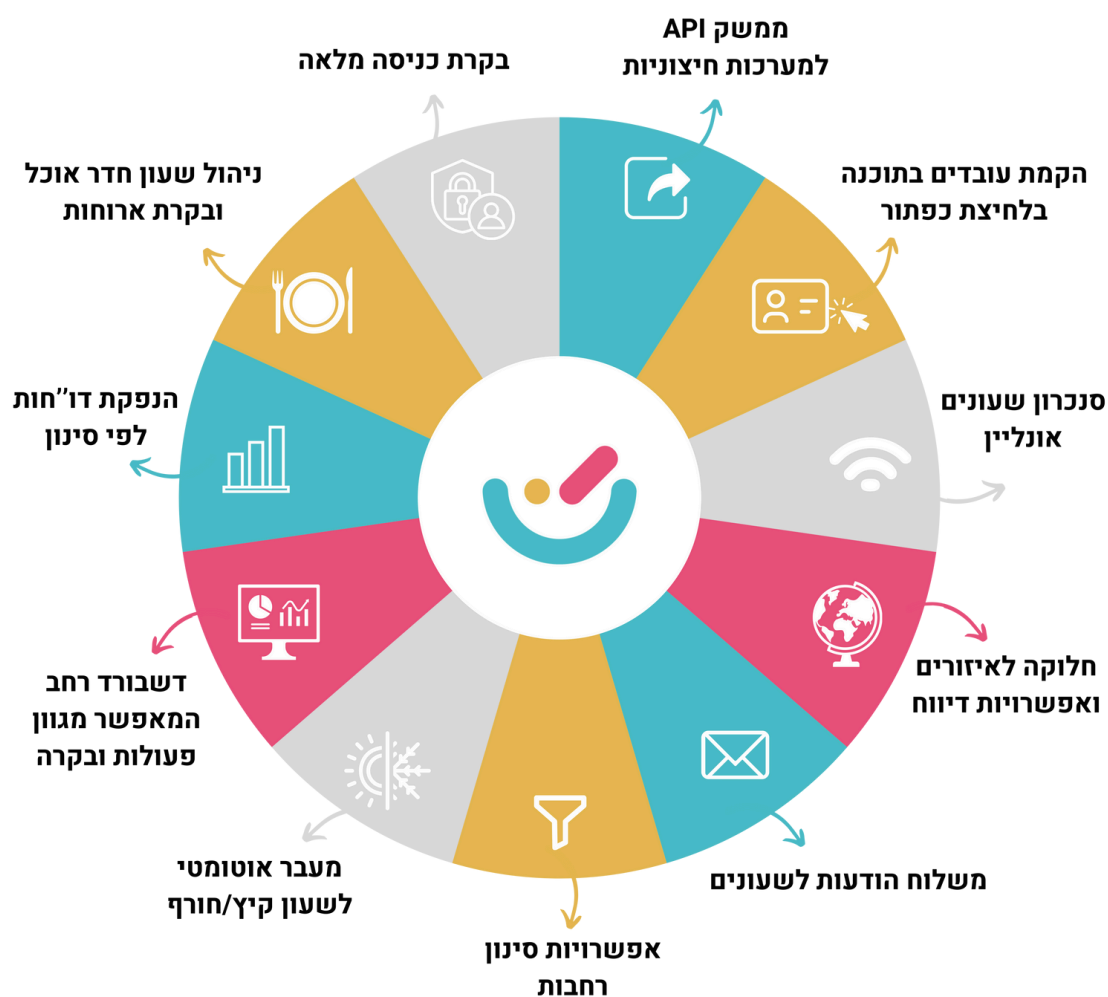 ממשק API
למערכות חיצוניות
הקמת עובדים בתוכנה
בלחיצת כפתור
סנכרון שעונים
אונליין
חלוקה לאיזורים
ואפשרויות דיווח
משלוח הודעות לשעונים
אפשרויות סינון
רחבות
מעבר אוטומטי
לשעון קיץ/חורף
דשבורד רחב
המאפשר מגוון
פעולות ובקרה
הנפקת דו''חות
לפי סינון
ניהול שעון חדר אוכל
ובקרת ארוחות
בקרת כניסה מלאה